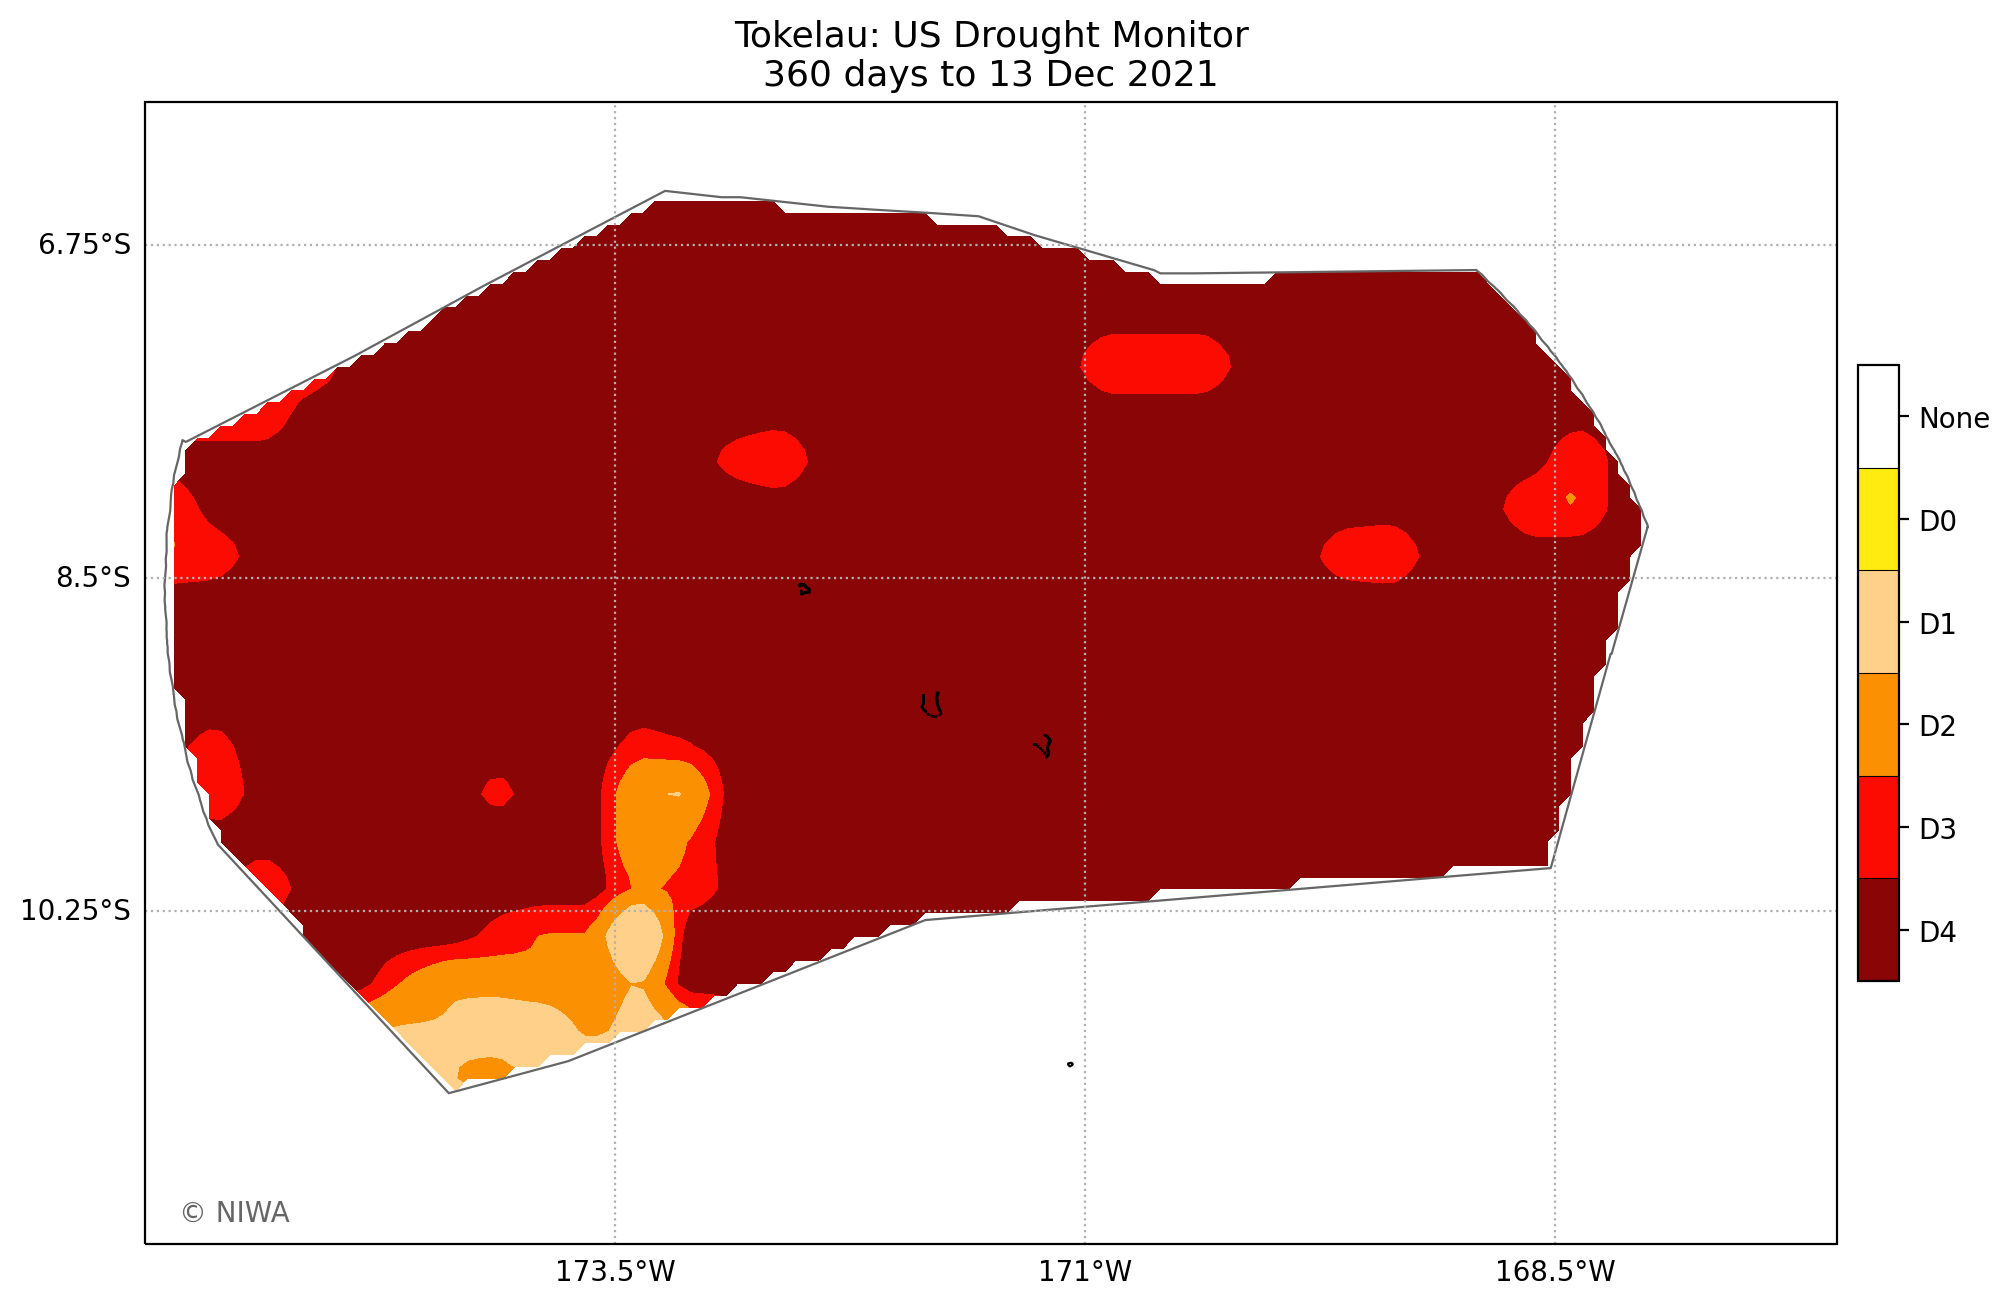 Tokelau: US Drought Monitor
360 days to 13 Dec 2021
6.75°S
8.5°S
10.25°S
173.5°W
171°W
168.5°W
None
D0
D1
D2
D3
D4
© NIWA